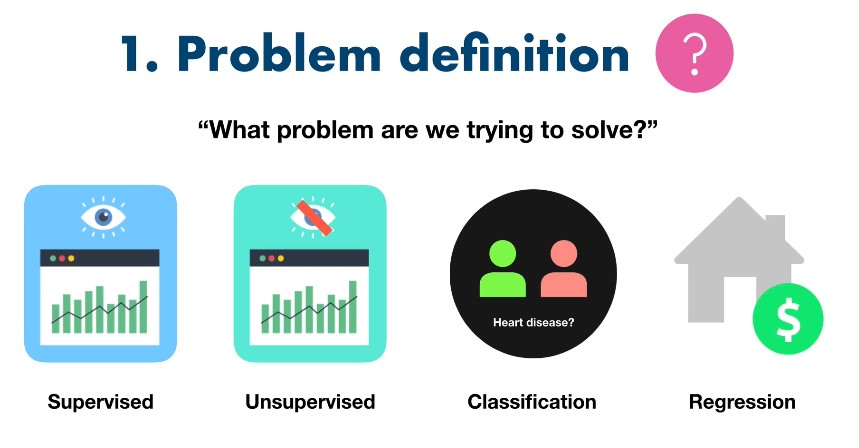 1. Problem definition ?
“What problem are we trying to solve?”
Heart disease?
$
Supervised
Unsupervised
Classification
Regression